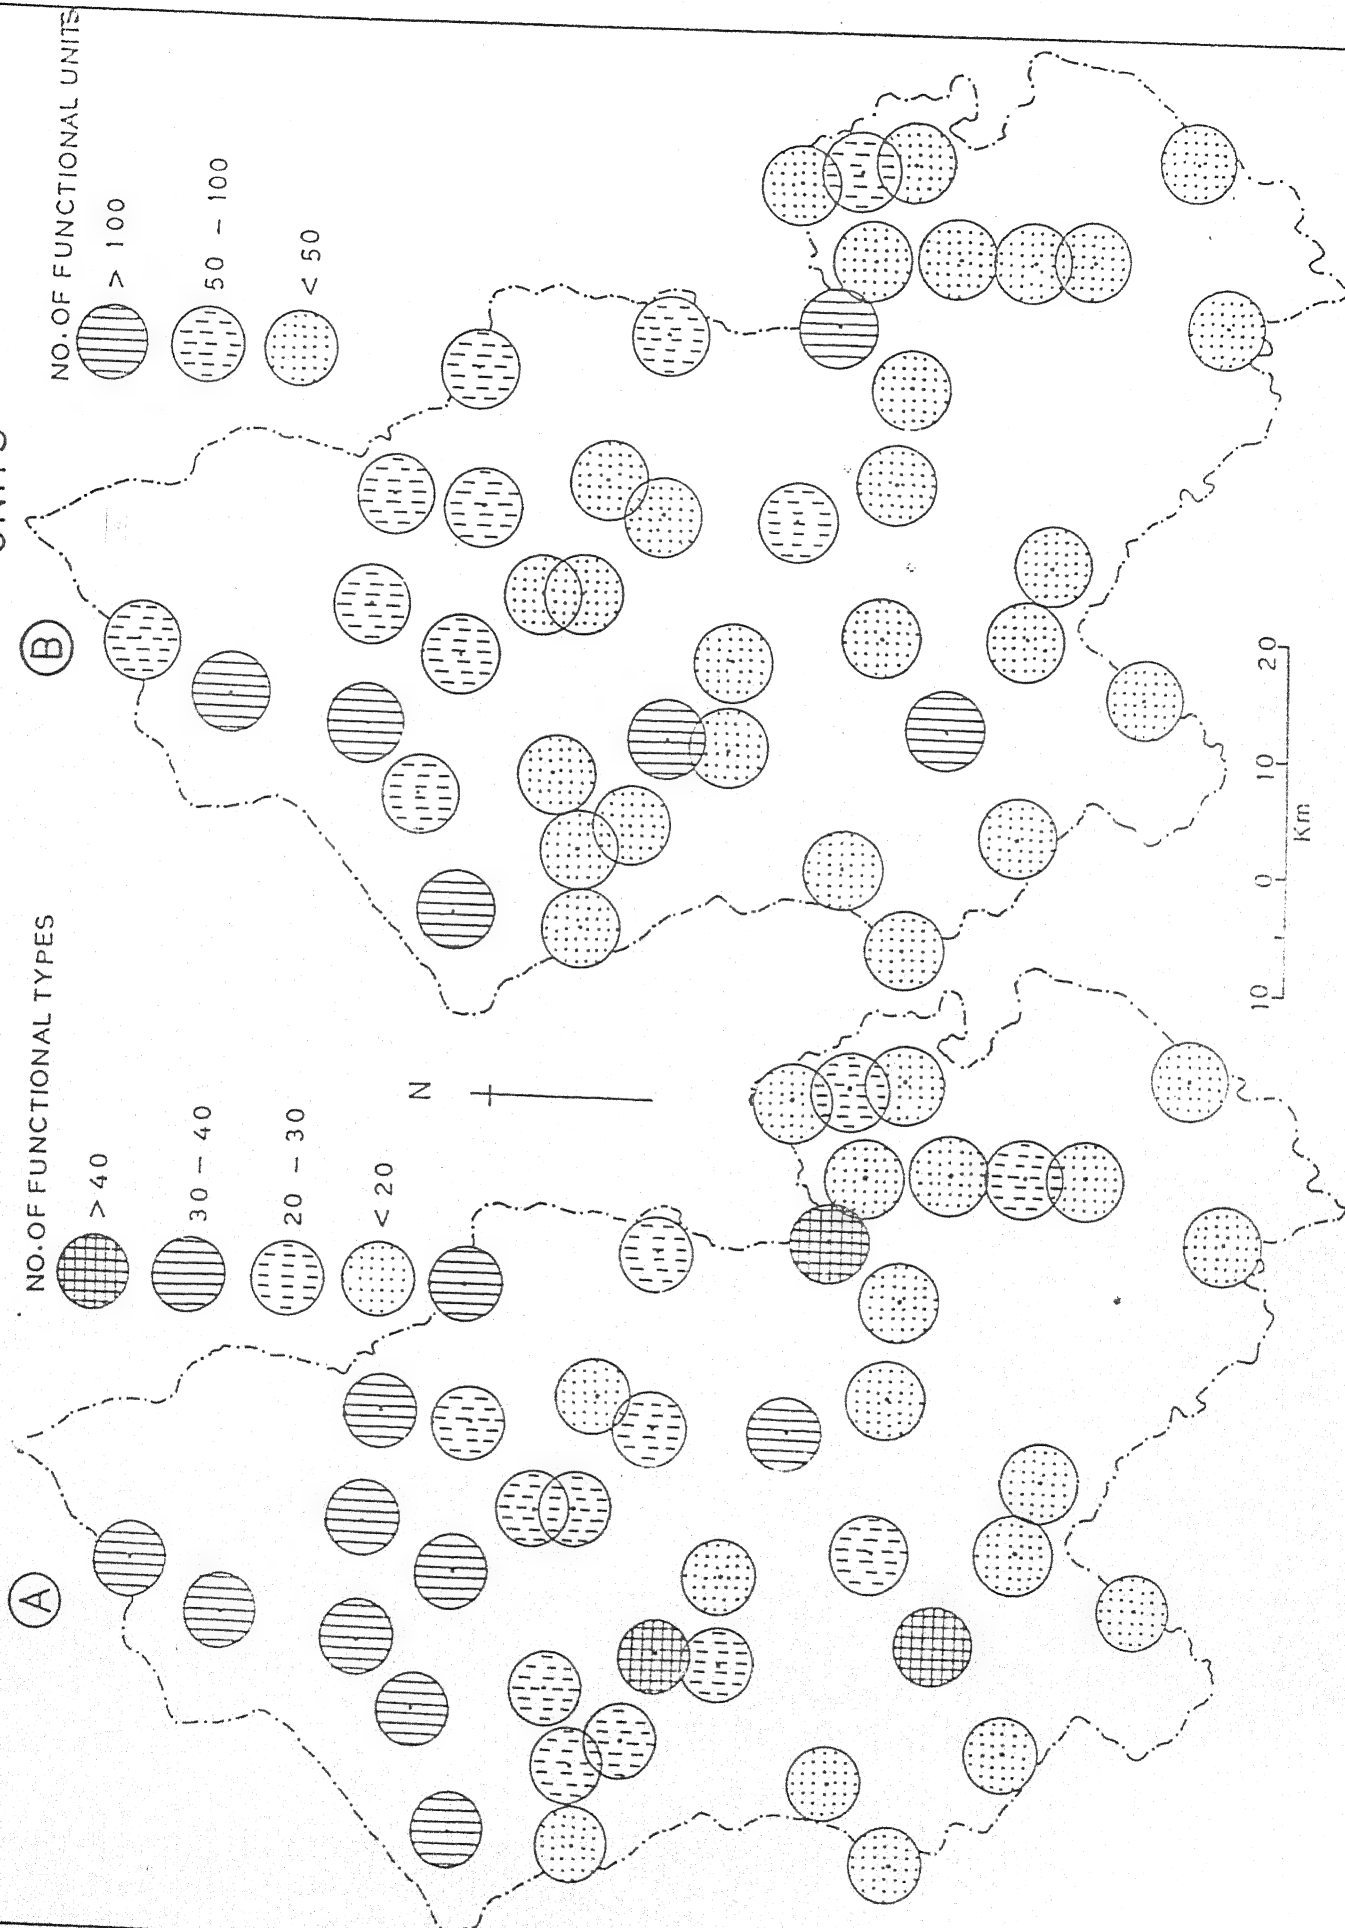 A
NO. OF FUNCTIONAL TYPES
> 40
30 – 40
20 – 30
< 20
N
B
NO. OF FUNCTIONAL UNITS
> 100
50 – 100
< 50
10 0 10 20
Km